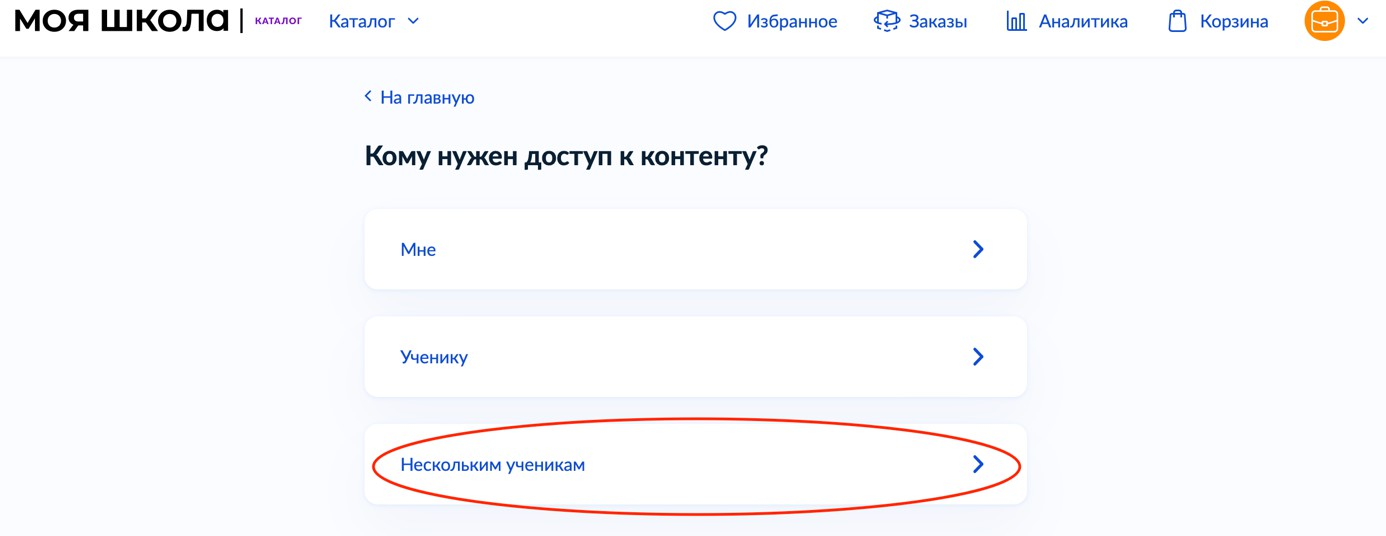 МОЯ ШКОЛА | КАТАЛОГ Каталог Избранное Заказы Аналитика Корзина
На главную
Кому нужен доступ к контенту?
Мне
Ученику
Нескольким ученикам